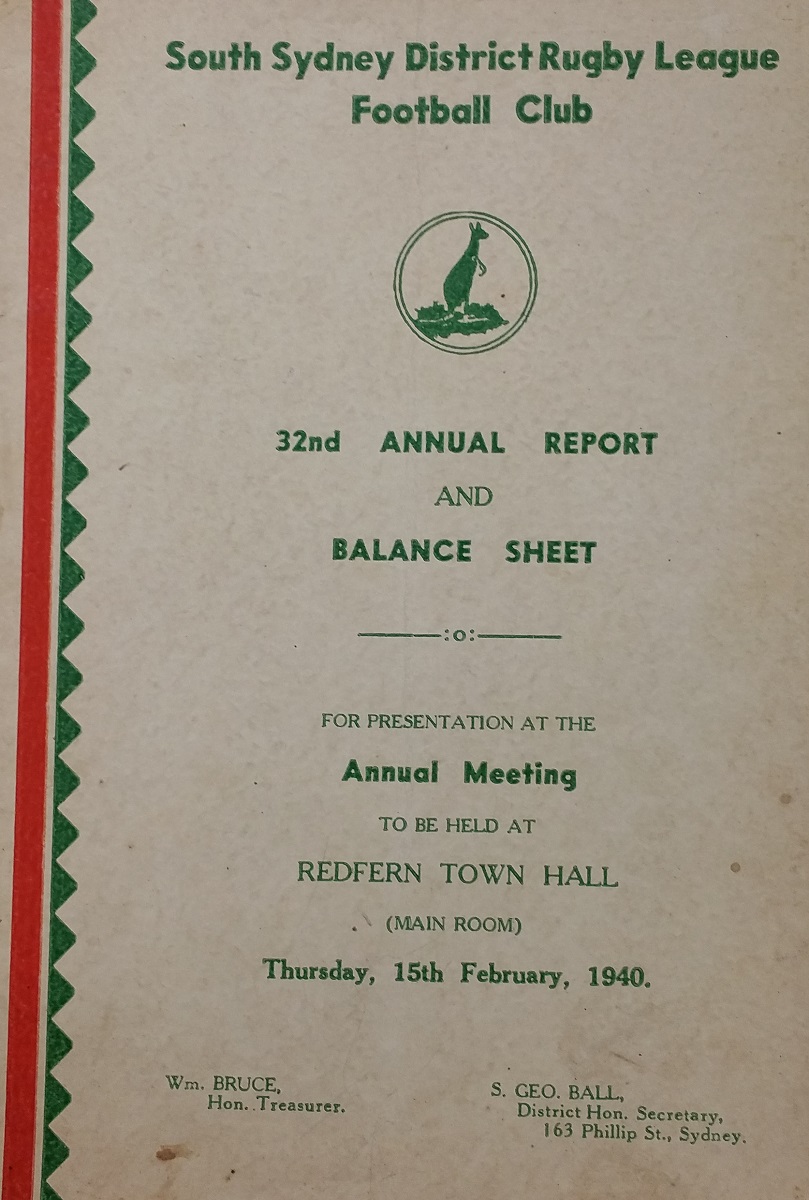 South Sydney District Rugby League
Football Club
32nd ANNUAL REPORT
AND
BALANCE SHEET
:o:
FOR PRESENTATION AT THE
Annual Meeting
TO BE HELD AT
REDFERN TOWN HALL
(MAIN ROOM)
Thursday, 15th February, 1940.
Wm. BRUCE,
Hon. Treasurer.
S. GEO. BALL,
District Hon. Secretary,
163 Phillip St., Sydney.